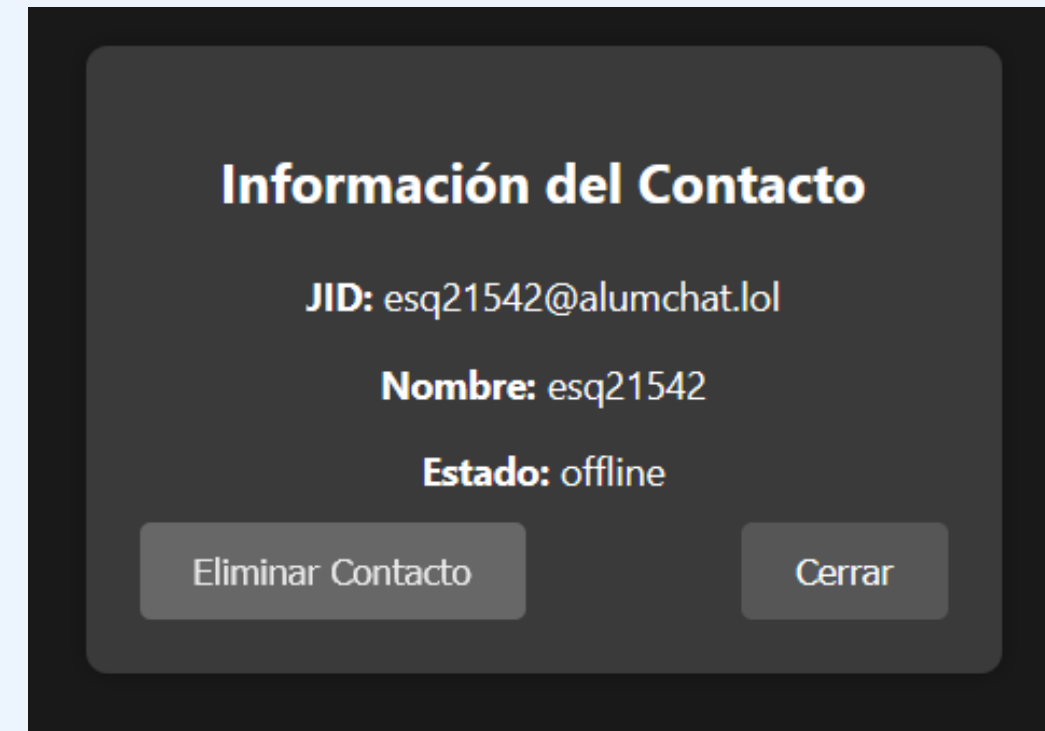 Información del Contacto
JID: esq21542@alumchat.lol
Nombre: esq21542
Estado: offline
Eliminar Contacto
Cerrar